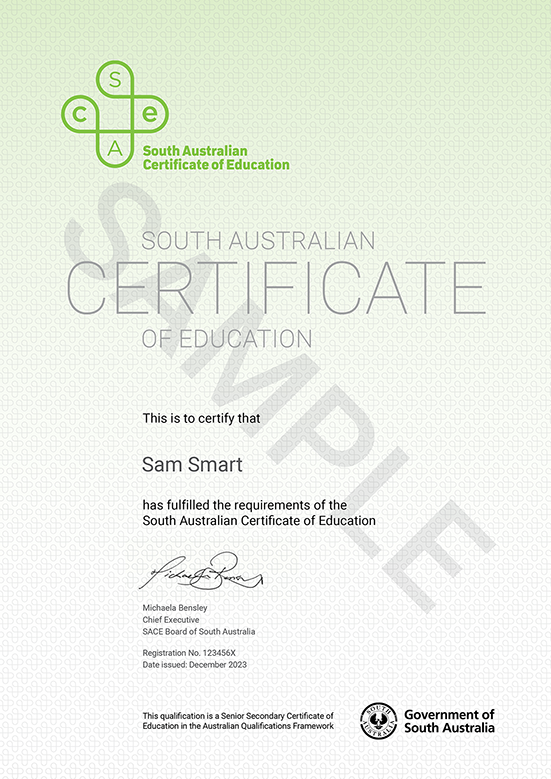 S
c e
A
South Australian
Certificate of Education
SOUTH AUSTRALIAN
CERTIFICATE
OF EDUCATION
SAMPLE
This is to certify that
Sam Smart
has fulfilled the requirements of the
South Australian Certificate of Education
Michaela Bensley
Chief Executive
SACE Board of South Australia
Registration No. 123456X
Date issued: December 2023
This qualification is a Senior Secondary Certificate of
Education in the Australian Qualifications Framework
SOUTH AUSTRALIA
Government of
South Australia